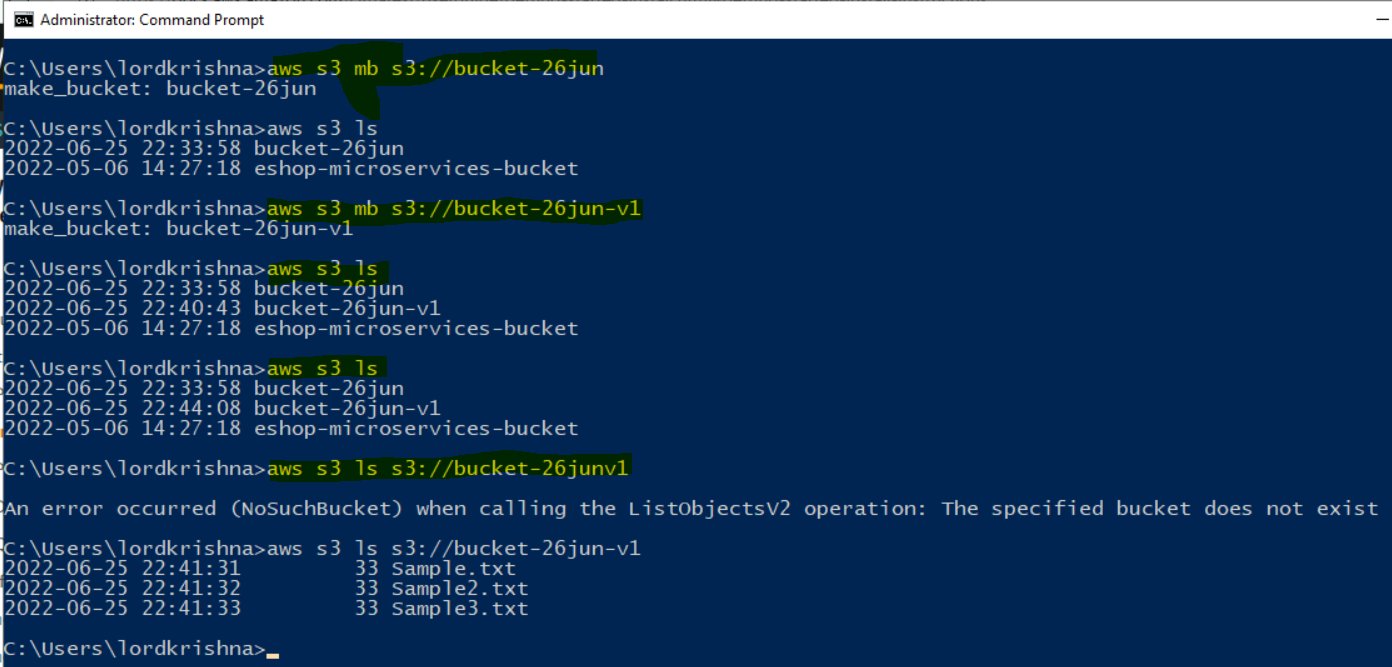 Administrator: Command Prompt
C:\Users\lordkrishna>aws s3 mb s3://bucket-26jun
make_bucket: bucket-26jun
C:\Users\lordkrishna>aws s3 ls
2022-06-25 22:33:58 bucket-26jun
2022-05-06 14:27:18 eshop-microservices-bucket
C:\Users\lordkrishna>aws s3 mb s3://bucket-26jun-v1
make_bucket: bucket-26jun-v1
C:\Users\lordkrishna>aws s3 ls
2022-06-25 22:33:58 bucket-26jun
2022-06-25 22:40:43 bucket-26jun-v1
2022-05-06 14:27:18 eshop-microservices-bucket
C:\Users\lordkrishna>aws s3 ls
2022-06-25 22:33:58 bucket-26jun
2022-06-25 22:44:08 bucket-26jun-v1
2022-05-06 14:27:18 eshop-microservices-bucket
C:\Users\lordkrishna>aws s3 ls s3://bucket-26junv1
An error occurred (NoSuchBucket) when calling the ListObjectsV2 operation: The specified bucket does not exist
C:\Users\lordkrishna>aws s3 ls s3://bucket-26jun-v1
2022-06-25 22:41:31         33 Sample.txt
2022-06-25 22:41:32         33 Sample2.txt
2022-06-25 22:41:33         33 Sample3.txt
C:\Users\lordkrishna>